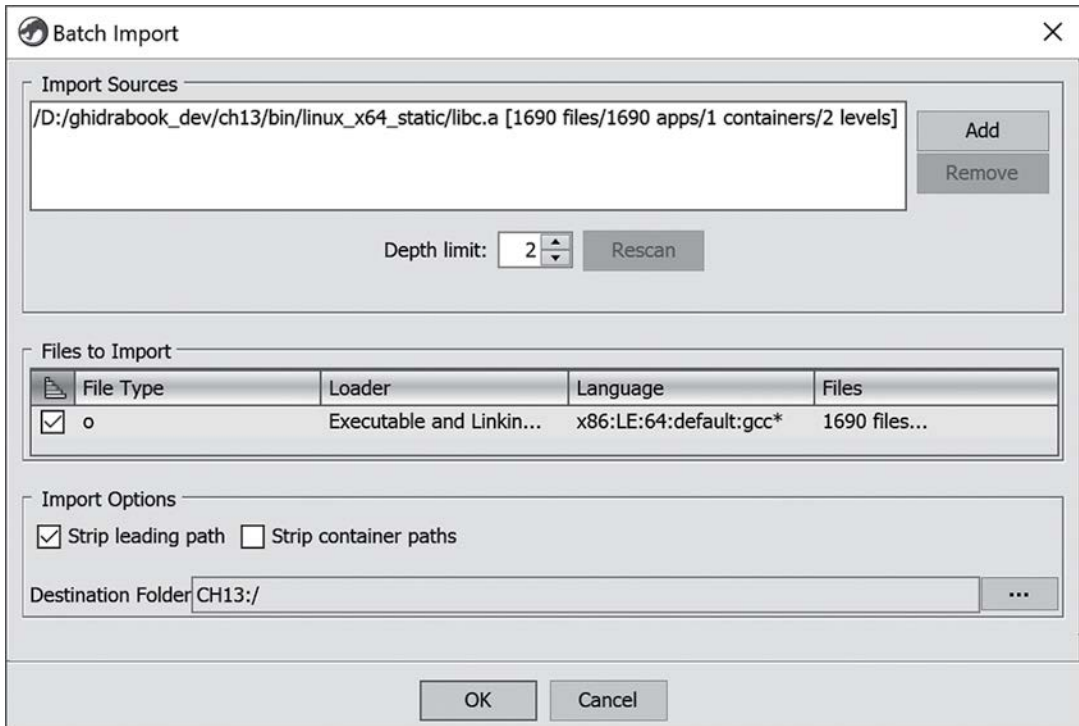 Batch Import
Import Sources
/D:/ghidrabook_dev/ch13/bin/linux_x64_static/libc.a [1690 files/1690 apps/1 containers/2 levels]
Add
Remove
Depth limit: 2 Rescan
Files to Import
File Type Loader Language Files
o Executable and Linkin... x86:LE:64:default:gcc* 1690 files...
Import Options
Strip leading path Strip container paths
Destination Folder CH13:/ ...
OK Cancel